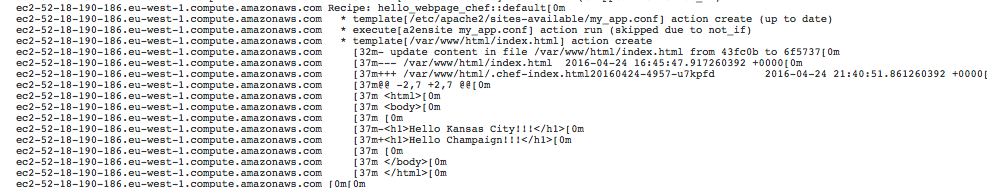 ec2-52-18-190-186.eu-west-1.compute.amazonaws.com Recipe: hello_webpage_chef::default[0m
ec2-52-18-190-186.eu-west-1.compute.amazonaws.com   * template[/etc/apache2/sites-available/my_app.conf] action create (up to date)
ec2-52-18-190-186.eu-west-1.compute.amazonaws.com   * execute[a2ensite my_app.conf] action run (skipped due to not_if)
ec2-52-18-190-186.eu-west-1.compute.amazonaws.com   * template[/var/www/html/index.html] action create
ec2-52-18-190-186.eu-west-1.compute.amazonaws.com     [32m- update content in file /var/www/html/index.html from 43fc0b to 6f5737[0m
ec2-52-18-190-186.eu-west-1.compute.amazonaws.com     [37m--- /var/www/html/index.html  2016-04-24 16:45:47.917260392 +0000[0m
ec2-52-18-190-186.eu-west-1.compute.amazonaws.com     [37m+++ /var/www/html/.chef-index.html20160424-4957-u7kpfd        2016-04-24 21:40:51.861260392 +0000[
ec2-52-18-190-186.eu-west-1.compute.amazonaws.com     [37m@@ -2,7 +2,7 @@[0m
ec2-52-18-190-186.eu-west-1.compute.amazonaws.com     [37m <html>[0m
ec2-52-18-190-186.eu-west-1.compute.amazonaws.com     [37m <body>[0m
ec2-52-18-190-186.eu-west-1.compute.amazonaws.com     [37m [0m
ec2-52-18-190-186.eu-west-1.compute.amazonaws.com     [37m-<h1>Hello Kansas City!!!</h1>[0m
ec2-52-18-190-186.eu-west-1.compute.amazonaws.com     [37m+<h1>Hello Champaign!!!</h1>[0m
ec2-52-18-190-186.eu-west-1.compute.amazonaws.com     [37m [0m
ec2-52-18-190-186.eu-west-1.compute.amazonaws.com     [37m </body>[0m
ec2-52-18-190-186.eu-west-1.compute.amazonaws.com     [37m </html>[0m
ec2-52-18-190-186.eu-west-1.compute.amazonaws.com [0m[0m